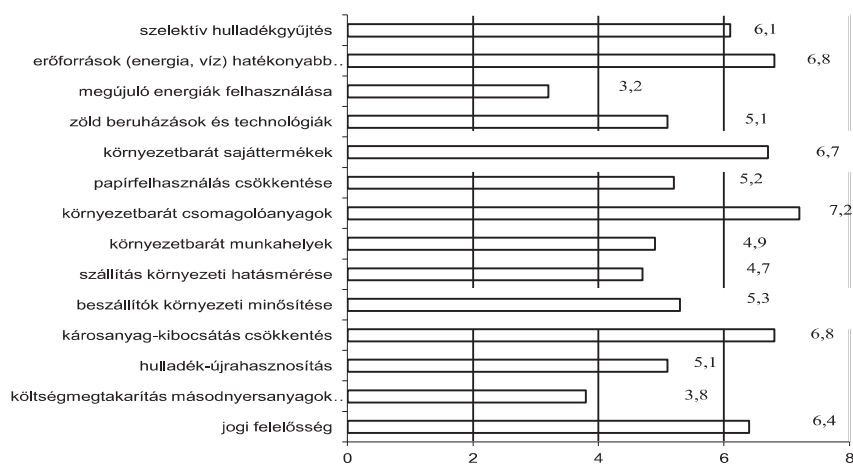 szelektív hulladékgyűjtés 6,1
erőforrások (energia, víz) hatékonyabb.. 6,8
megújuló energiák felhasználása 3,2
zöld beruházások és technológiák 5,1
környezetbarát sajáttermékek 6,7
papírfelhasználás csökkentése 5,2
környezetbarát csomagolóanyagok 7,2
környezetbarát munkahelyek 4,9
szállítás környezeti hatásmérése 4,7
beszállítók környezeti minősítése 5,3
károsanyag-kibocsátás csökkentés 6,8
hulladék-újrahasznosítás 5,1
költségmegtakarítás másodnyersanyagok.. 3,8
jogi felelősség 6,4
0 2 4 6 8